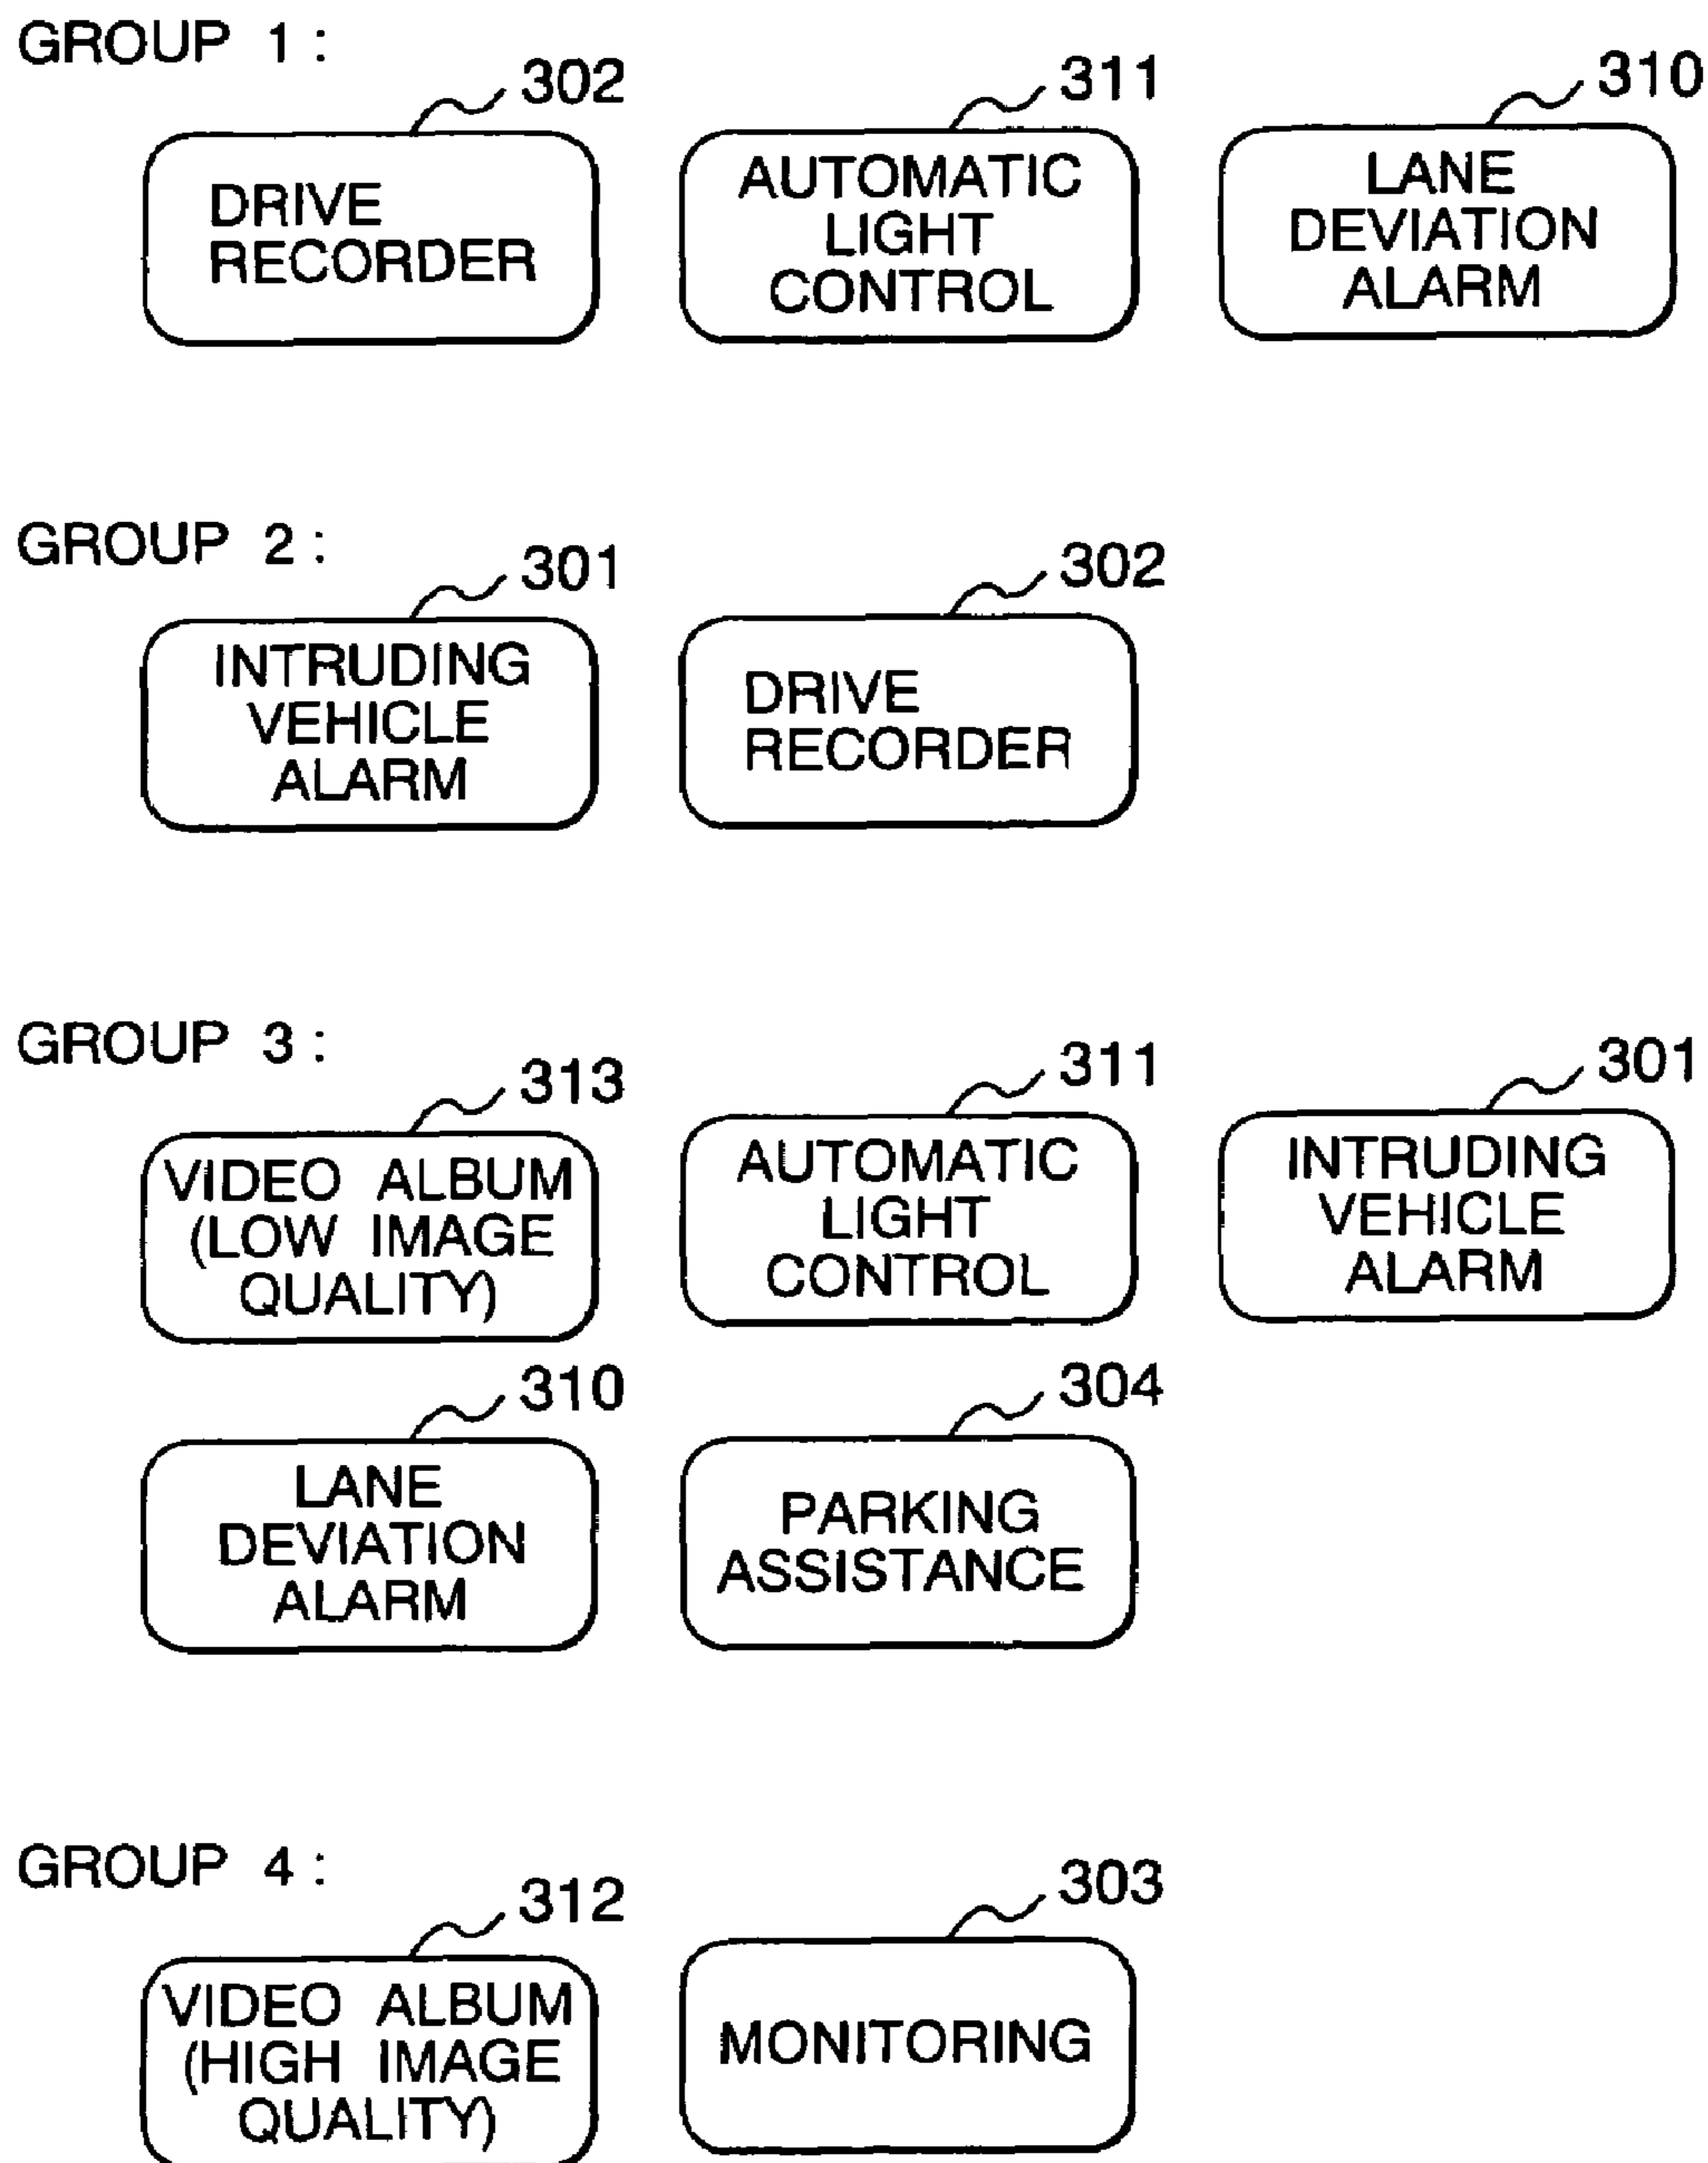 GROUP 1 :
302
DRIVE
RECORDER
311
AUTOMATIC
LIGHT
CONTROL
310
LANE
DEVIATION
ALARM
GROUP 2 :
301
INTRUDING
VEHICLE
ALARM
302
DRIVE
RECORDER
GROUP 3 :
313
VIDEO ALBUM
(LOW IMAGE
QUALITY)
311
AUTOMATIC
LIGHT
CONTROL
301
INTRUDING
VEHICLE
ALARM
310
LANE
DEVIATION
ALARM
304
PARKING
ASSISTANCE
GROUP 4 :
312
VIDEO ALBUM
(HIGH IMAGE
QUALITY)
303
MONITORING